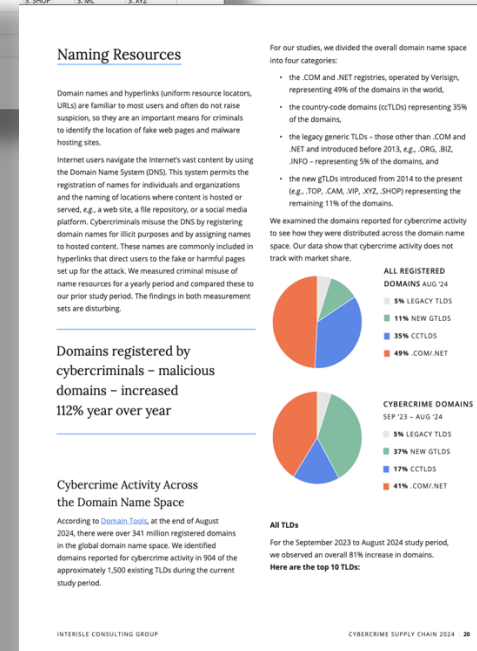 3. SHOP
3. ML
3. XYZ
Naming Resources
Domain names and hyperlinks (uniform resource locators,
URLs) are familiar to most users and often do not raise
suspicion, so they are an important means for criminals
to identify the location of fake web pages and malware
hosting sites.
Internet users navigate the Internet's vast content by using
the Domain Name System (DNS). This system permits the
registration of names for individuals and organizations
and the naming of locations where content is hosted or
served, e.g., a web site, a file repository, or a social media
platform. Cybercriminals misuse the DNS by registering
domain names for illicit purposes and by assigning names
to hosted content. These names are commonly included in
hyperlinks that direct users to the fake or harmful pages
set up for the attack. We measured criminal misuse of
name resources for a yearly period and compared these to
our prior study period. The findings in both measurement
sets are disturbing.
Domains registered by
cybercriminals – malicious
domains – increased
112% year over year
Cybercrime Activity Across
the Domain Name Space
According to Domain Tools, at the end of August
2024, there were over 341 million registered domains
in the global domain name space. We identified
domains reported for cybercrime activity in 904 of the
approximately 1,500 existing TLDs during the current
study period.
For our studies, we divided the overall domain name space
into four categories:
• the .COM and .NET registries, operated by Verisign,
representing 49% of the domains in the world,
• the country-code domains (ccTLDs) representing 35%
of the domains,
• the legacy generic TLDs – those other than .COM and
.NET and introduced before 2013, e.g., .ORG, .BIZ,
.INFO – representing 5% of the domains, and
• the new gTLDs introduced from 2014 to the present
(e.g., .TOP, .CAM, .VIP, .XYZ, .SHOP) representing the
remaining 11% of the domains.
We examined the domains reported for cybercrime activity
to see how they were distributed across the domain name
space. Our data show that cybercrime activity does not
track with market share.
ALL REGISTERED
DOMAINS AUG '24
5% LEGACY TLDS
11% NEW GTLDS
35% CCTLDS
49% .COM/.NET
CYBERCRIME DOMAINS
SEP '23 – AUG '24
5% LEGACY TLDS
37% NEW GTLDS
17% CCTLDS
41% .COM/.NET
All TLDs
For the September 2023 to August 2024 study period,
we observed an overall 81% increase in domains.
Here are the top 10 TLDs:
INTERISLE CONSULTING GROUP
CYBERCRIME SUPPLY CHAIN 2024 | 20